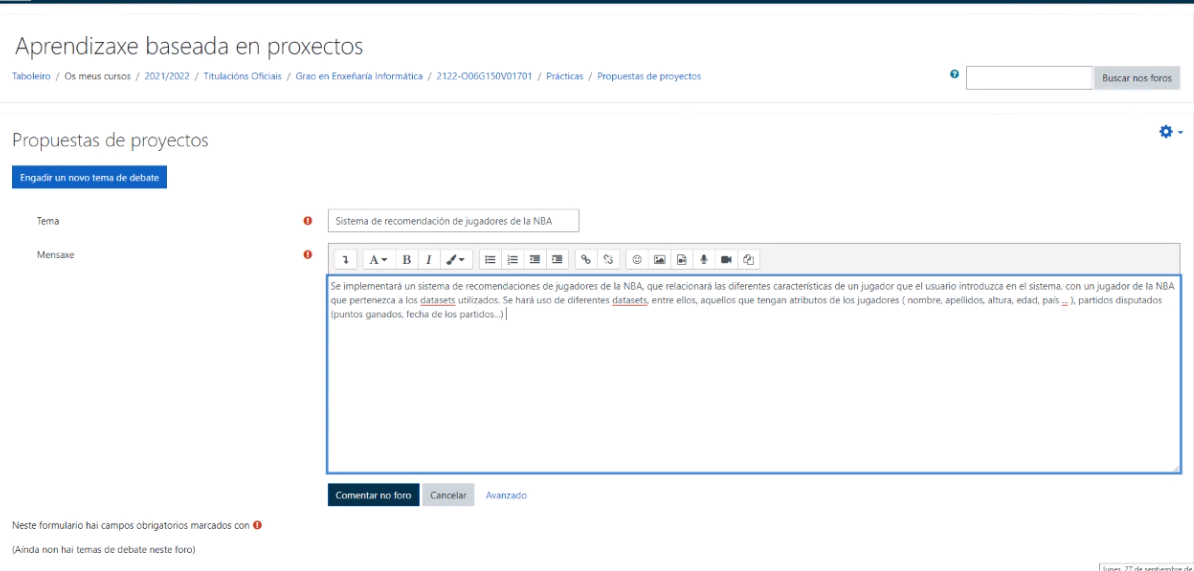 Aprendizaxe baseada en proxectos
Taboleiro / Os meus cursos / 2021/2022 / Titulacións Oficiais / Grao en Enxeñaría Informática / 2122-O06G150V01701 / Prácticas / Propuestas de proyectos
Buscar nos foros
Propuestas de proyectos
Engadir un novo tema de debate
Tema
Sistema de recomendación de jugadores de la NBA
Mensaxe
A B I
Se implementará un sistema de recomendaciones de jugadores de la NBA, que relacionará las diferentes características de un jugador que el usuario introduzca en el sistema, con un jugador de la NBA
que pertenezca a los datasets utilizados. Se hará uso de diferentes datasets, entre ellos, aquellos que tengan atributos de los jugadores ( nombre, apellidos, altura, edad, país ... ), partidos disputados
(puntos ganados, fecha de los partidos...)
Comentar no foro Cancelar Avanzado
Neste formulario hai campos obrigatorios marcados con
(Aínda non hai temas de debate neste foro)
lunes, 27 de septiembre de